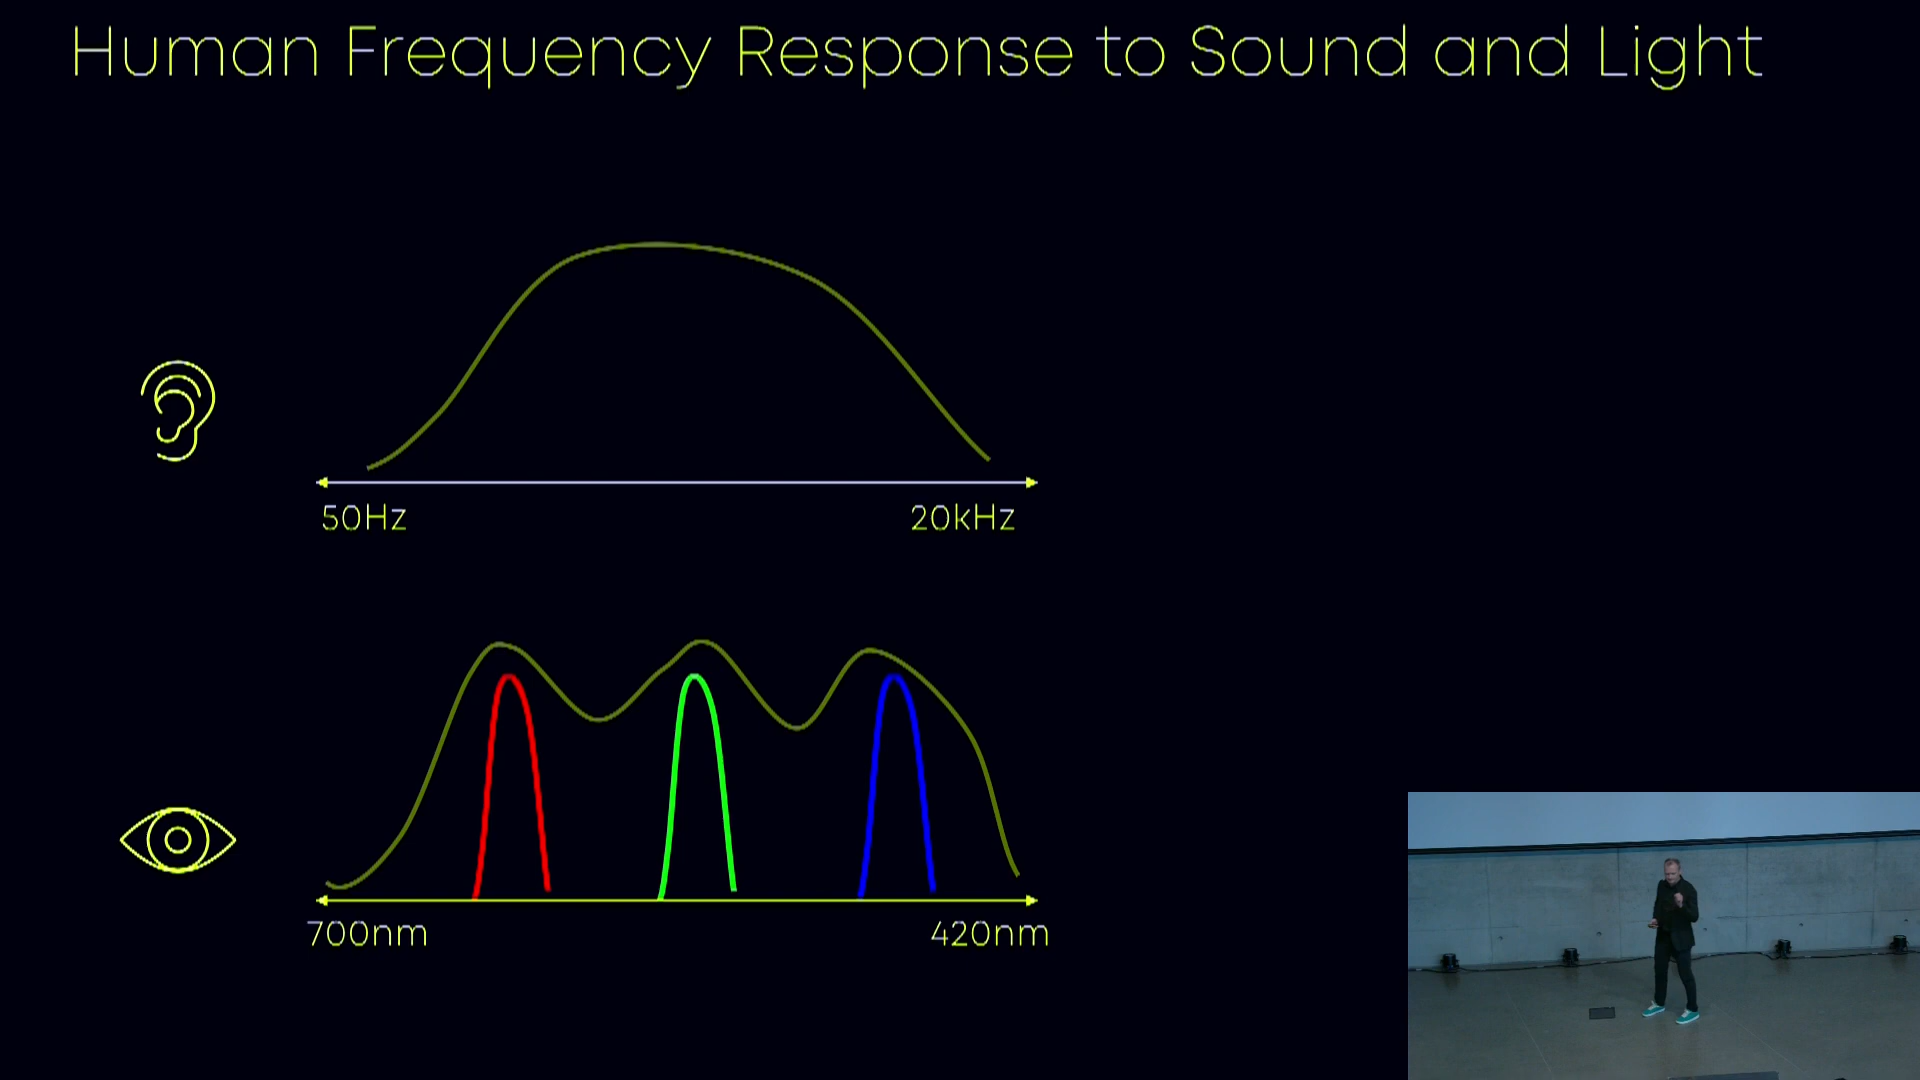 Human Frequency Response to Sound and Light
50Hz
20kHz
700nm
420nm